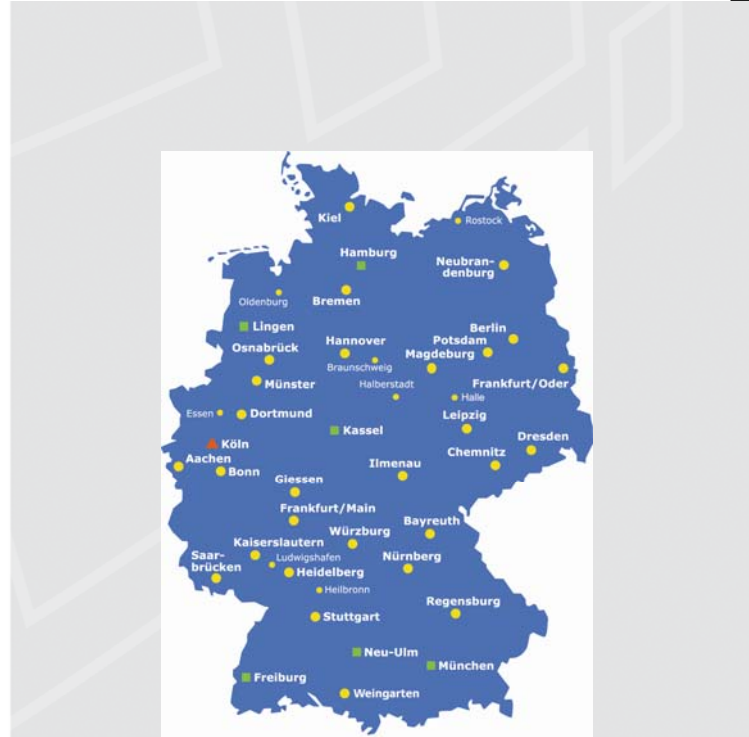 Kiel
Rostock
Hamburg
Neubran-
denburg
Oldenburg
Bremen
Lingen
Berlin
Hannover
Potsdam
Osnabrück
Magdeburg
Braunschweig
Münster
Halberstadt
Frankfurt/Oder
Halle
Essen
Dortmund
Leipzig
Kassel
Köln
Dresden
Chemnitz
Aachen
Ilmenau
Bonn
Giessen
Frankfurt/Main
Bayreuth
Würzburg
Kaiserslautern
Saar-
brücken
Ludwigshafen
Nürnberg
Heidelberg
Heilbronn
Regensburg
Stuttgart
Neu-Ulm
München
Freiburg
Weingarten